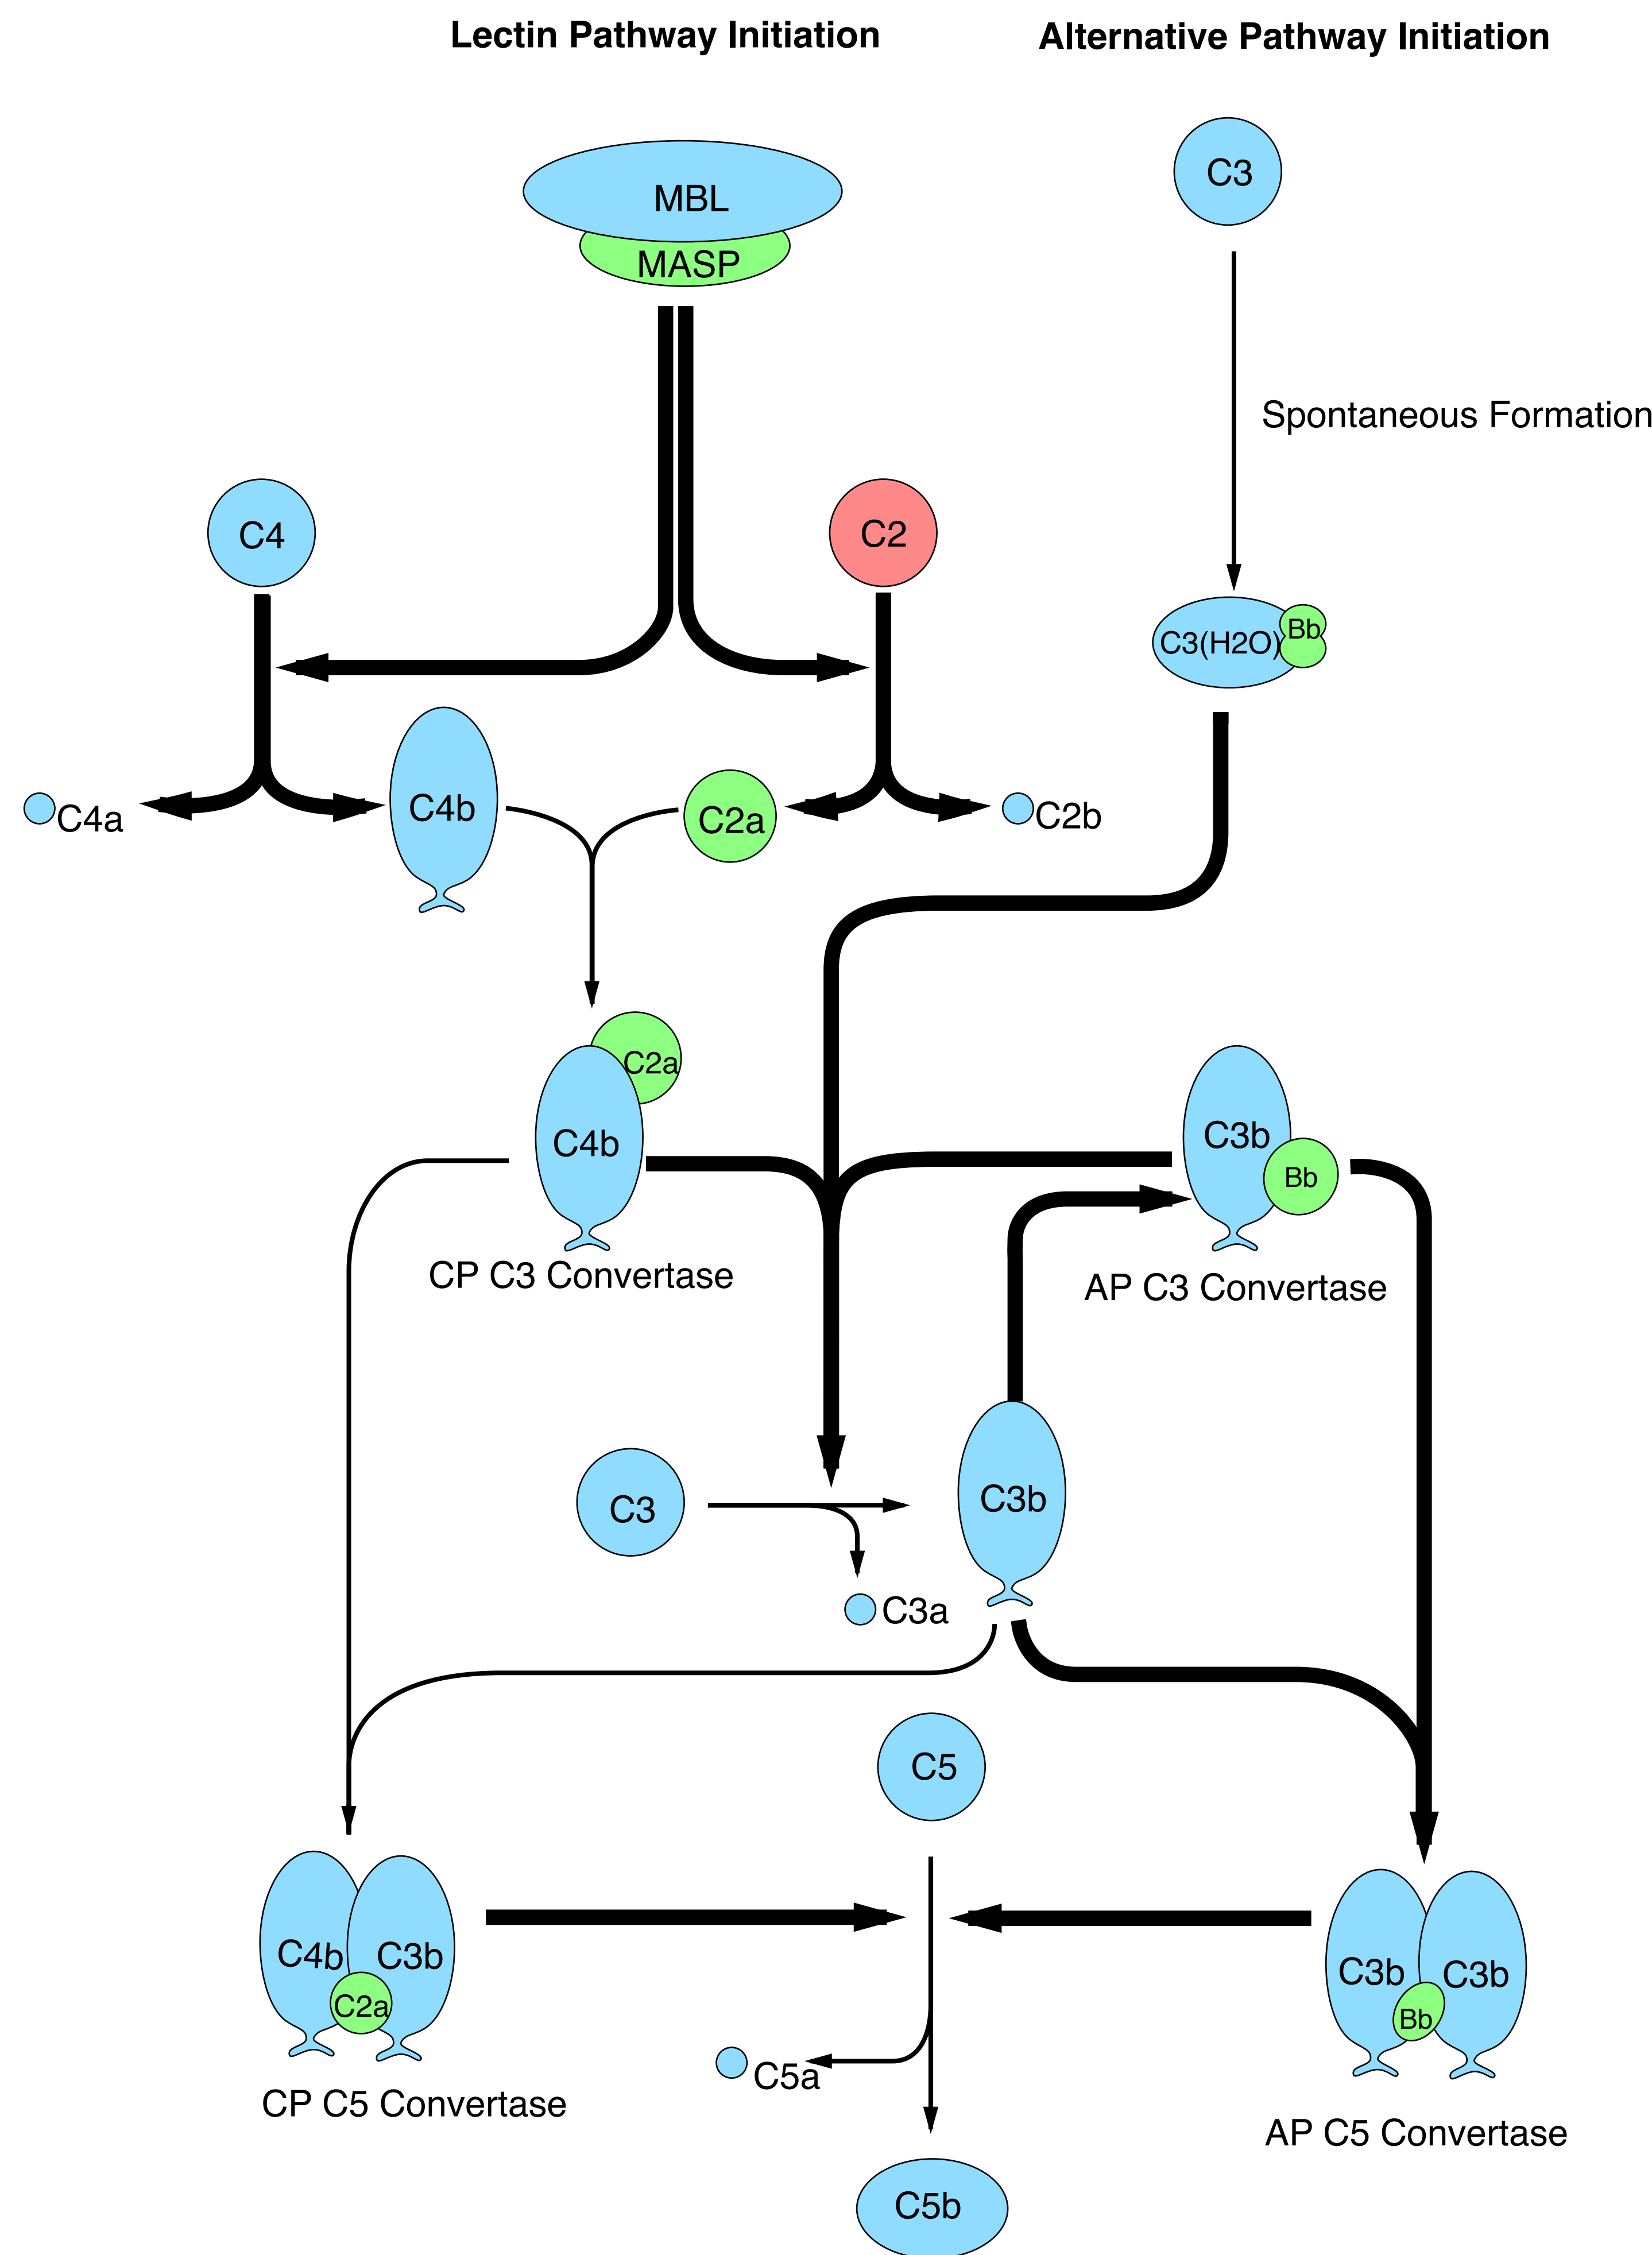 Lectin Pathway Initiation
Alternative Pathway Initiation
MBL
MASP
C3
Spontaneous Formation
C4
C2
C3(H2O)
Bb
C4a
C4b
C2a
C2b
C2a
C4b
CP C3 Convertase
C3b
Bb
AP C3 Convertase
C3
C3b
C3a
C5
C4b
C3b
C2a
CP C5 Convertase
C3b
C3b
Bb
AP C5 Convertase
C5a
C5b